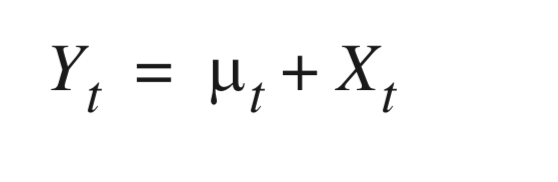 Yₜ = μₜ + Xₜ